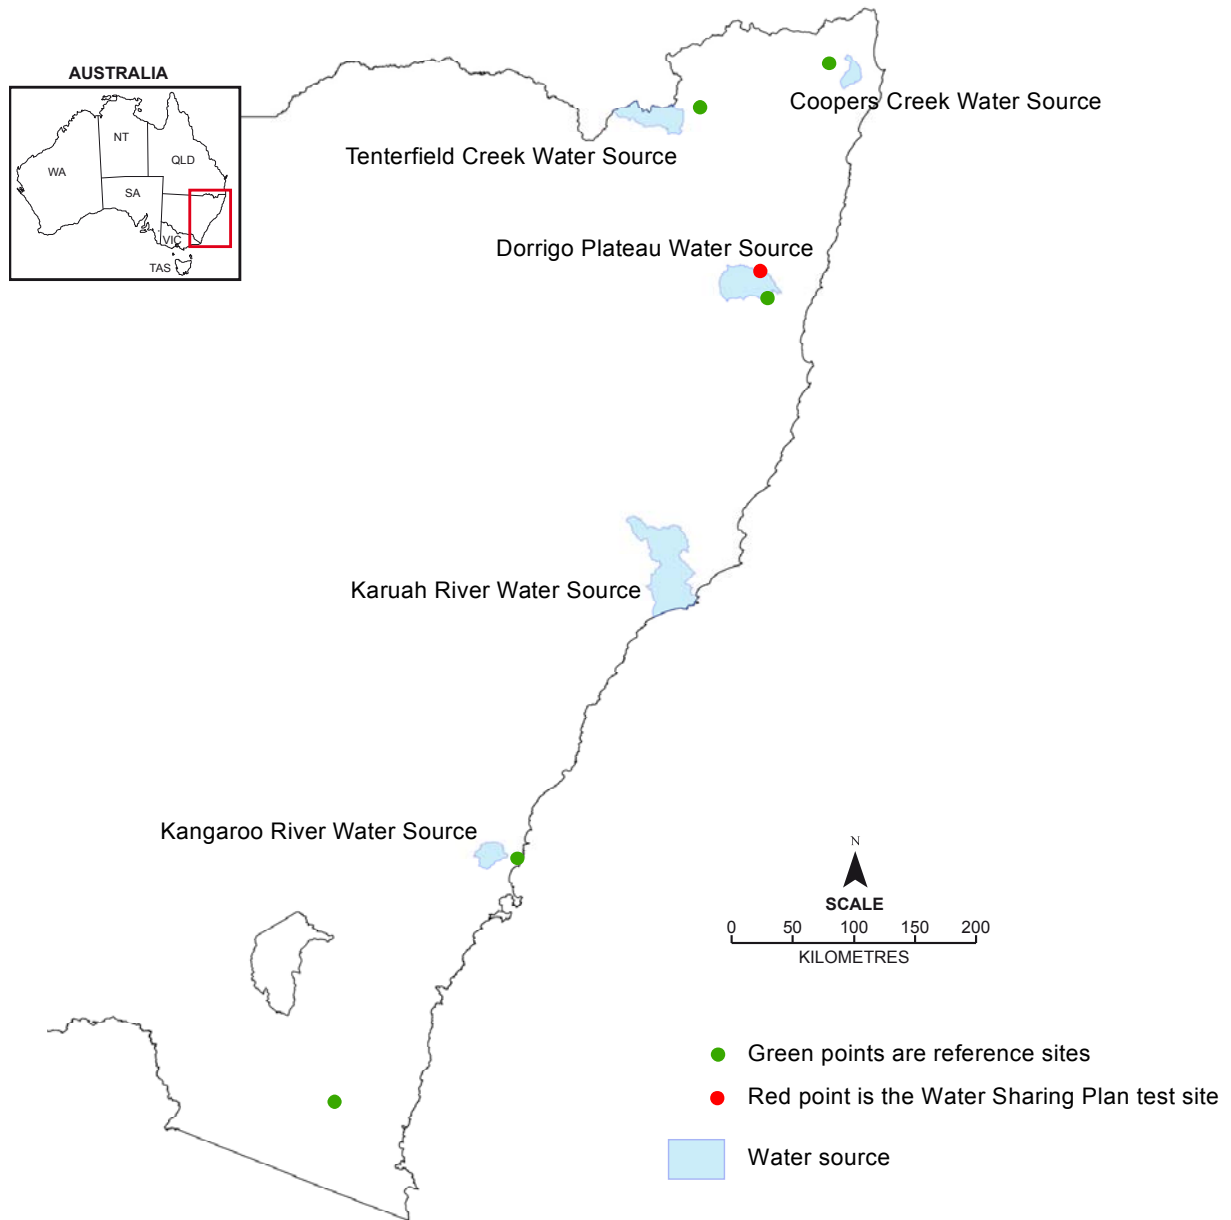 AUSTRALIA
NT
QLD
WA
SA
VIC
TAS
Coopers Creek Water Source
Tenterfield Creek Water Source
Dorrigo Plateau Water Source
Karuah River Water Source
Kangaroo River Water Source
N
SCALE
0 50 100 150 200
KILOMETRES
Green points are reference sites
Red point is the Water Sharing Plan test site
Water source